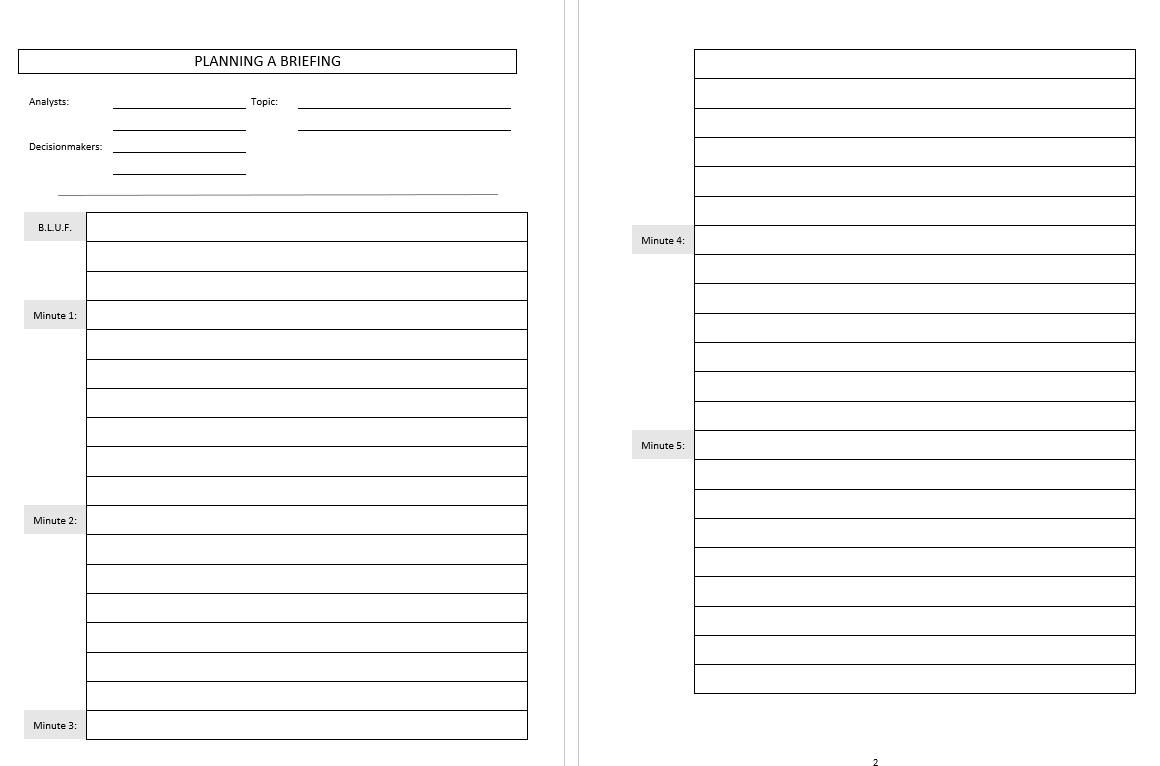 PLANNING A BRIEFING
Analysts: Topic:
Decisionmakers:
B.L.U.F.
Minute 1:
Minute 2:
Minute 3:
Minute 4:
Minute 5:
2